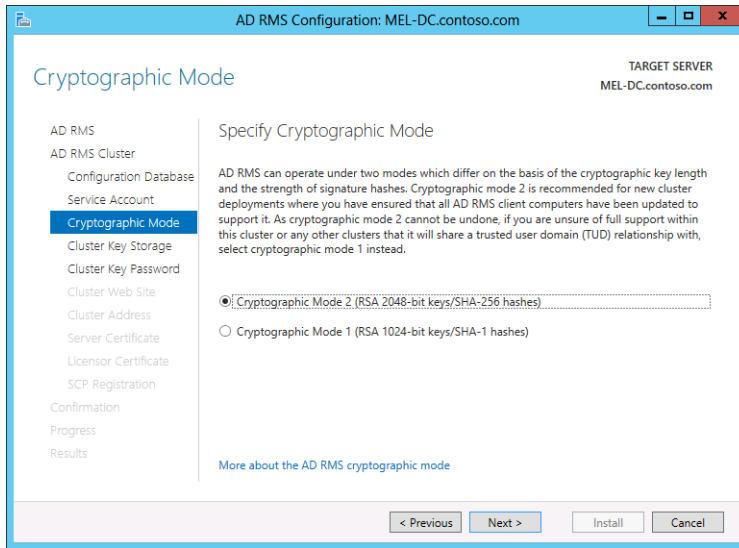 AD RMS Configuration: MEL-DC.contoso.com
Cryptographic Mode
TARGET SERVER
MEL-DC.contoso.com
AD RMS
AD RMS Cluster
Configuration Database
Service Account
Cryptographic Mode
Cluster Key Storage
Cluster Key Password
Cluster Web Site
Cluster Address
Server Certificate
Licensor Certificate
SCP Registration
Confirmation
Progress
Results
Specify Cryptographic Mode
AD RMS can operate under two modes which differ on the basis of the cryptographic key length
and the strength of signature hashes. Cryptographic mode 2 is recommended for new cluster
deployments where you have ensured that all AD RMS client computers have been updated to
support it. As cryptographic mode 2 cannot be undone, if you are unsure of full support within
this cluster or any other clusters that it will share a trusted user domain (TUD) relationship with,
select cryptographic mode 1 instead.
Cryptographic Mode 2 (RSA 2048-bit keys/SHA-256 hashes)
Cryptographic Mode 1 (RSA 1024-bit keys/SHA-1 hashes)
More about the AD RMS cryptographic mode
< Previous
Next >
Install
Cancel